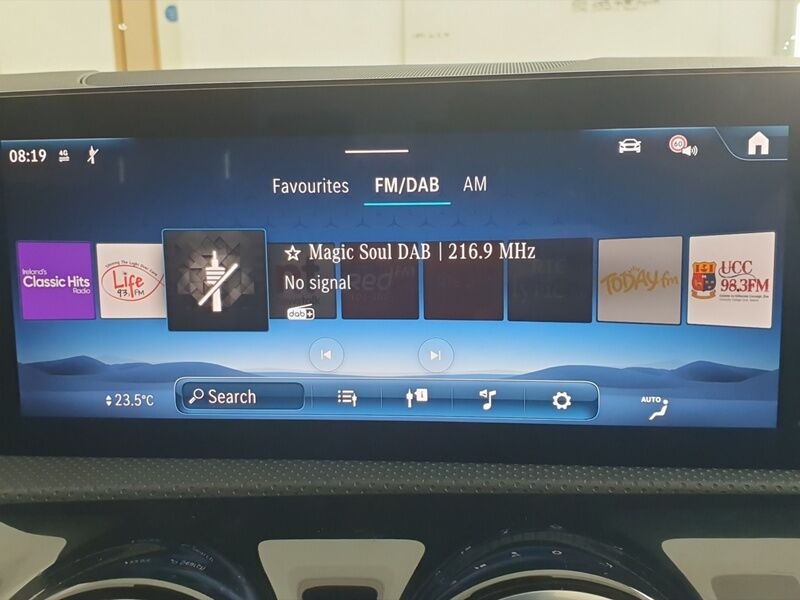 08:19
4G
60
Favourites
FM/DAB
AM
Ireland's
Classic Hits
Radio
Life
93.1FM
☆ Magic Soul DAB | 216.9 MHz
No signal
dab+
TODAY fm
UCC
98.3FM
23.5°C
Search
i
AUTO